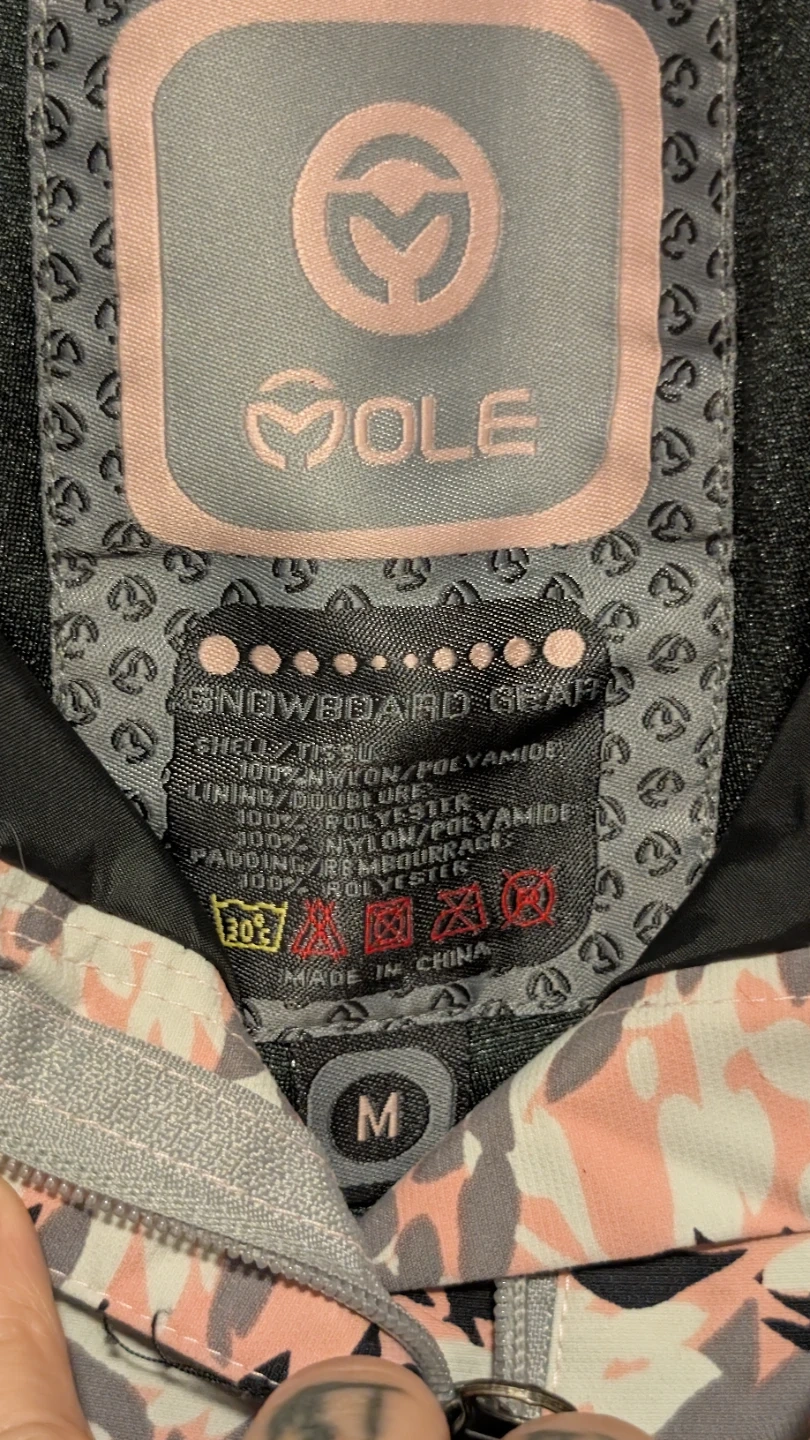 MOLE
SNOWBOARD GEAR
SHELL/TISSU:
100%NYLON/POLYAMIDE
LINING/DOUBLURE:
100% POLYESTER
100% NYLON/POLYAMIDE
PADDING/REMBOURRAGE:
100% POLYESTER
30°C
MADE IN CHINA
M